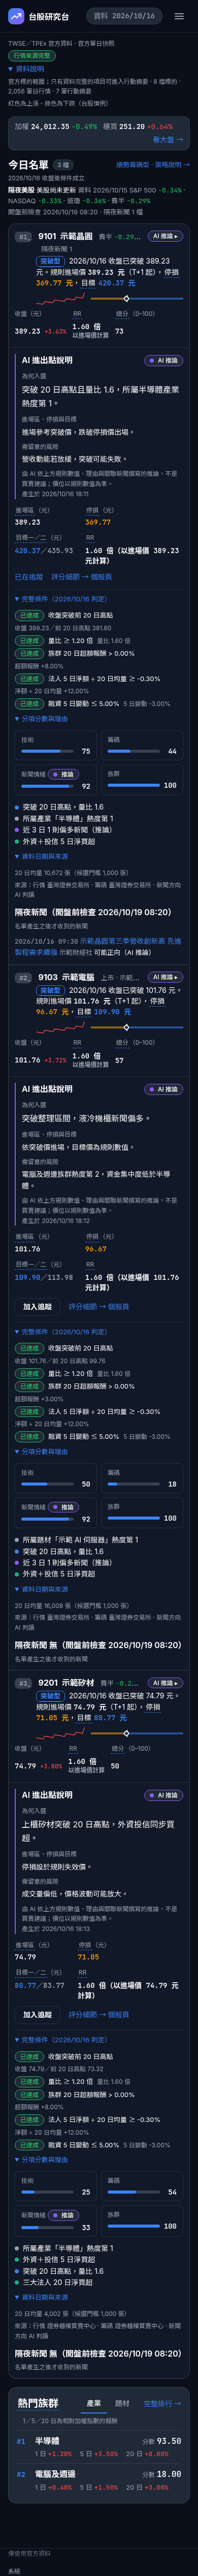 台股研究台
資料 2026/10/16
TWSE／TPEx 官方資料 · 官方單日快照
行情來源完整
▼ 資料說明
官方標的範圍；只有資料完整的項目可進入行動摘要 · 8 檔標的 · 2,056 筆日行情 · 7 筆行動摘要
紅色為上漲，綠色為下跌（台股慣例）
加權 24,012.35 -0.49% 櫃買 251.20 +0.64%
看大盤 →
今日名單 3 檔
順勢籌碼型 · 策略說明 →
2026/10/16 收盤後條件成立
隔夜美股 美股尚未更新 資料 2026/10/15 S&P 500 -0.34% · NASDAQ -0.33% · 道瓊 -0.36% · 費半 -0.29%
開盤前檢查 2026/10/19 08:20 · 隔夜新聞 1 檔
#1 9101 示範晶圓 費半 -0.29… AI 推論 ▸
隔夜新聞 1
突破型 2026/10/16 收盤已突破 389.23 元。規則進場價 389.23 元（T+1 起），停損 369.77 元，目標 420.37 元
收盤（元） RR 總分（0–100）
389.23 +3.63% 1.60 倍 以進場價計算 73
AI 進出點說明 AI 推論
為何入選
突破 20 日高點且量比 1.6，所屬半導體產業熱度第 1。
進場區、停損與目標
進場參考突破價，跌破停損價出場。
需留意的風險
營收動能若放緩，突破可能失敗。
由 AI 依上方規則數值、理由與關聯新聞撰寫的推論，不是買賣建議；價位以規則數值為準。
產生於 2026/10/16 18:11
進場區（元） 停損（元）
389.23 369.77
目標一／二（元） RR
420.37／435.93 1.60 倍（以進場價 389.23 元計算）
已在追蹤 評分細節 → 個股頁
▼ 完整條件（2026/10/16 判定）
已達成 收盤突破前 20 日高點
收盤 389.23／前 20 日高點 381.60
已達成 量比 ≥ 1.20 倍 量比 1.60 倍
已達成 族群 20 日超額報酬 > 0.00%
超額報酬 +8.00%
已達成 法人 5 日淨額 ÷ 20 日均量 ≥ -0.30%
淨額 ÷ 20 日均量 +12.00%
已達成 融資 5 日變動 ≤ 5.00% 5 日變動 -3.00%
▼ 分項分數與理由
技術 75
籌碼 44
新聞情緒 推論 92
族群 100
突破 20 日高點，量比 1.6
所屬產業「半導體」熱度第 1
近 3 日 1 則偏多新聞（推論）
外資＋投信 5 日淨買超
▼ 資料日期與來源
20 日均量 10,672 張（候選門檻 1,000 張）
來源：行情 臺灣證券交易所 · 籌碼 臺灣證券交易所 · 新聞方向 AI 判讀
隔夜新聞（開盤前檢查 2026/10/19 08:20）
名單產生之後才收到的新聞
2026/10/16 09:30 示範晶圓第三季營收創新高 先進製程需求續強 示範財經社 可能正向（AI 推論）
#2 9103 示範電腦 上市 · 示範… AI 推論 ▸
突破型 2026/10/16 收盤已突破 101.76 元。規則進場價 101.76 元（T+1 起），停損 96.67 元，目標 109.90 元
收盤（元） RR 總分（0–100）
101.76 +3.72% 1.60 倍 以進場價計算 57
AI 進出點說明 AI 推論
為何入選
突破整理區間，液冷機櫃新聞偏多。
進場區、停損與目標
依突破價進場，目標價為規則數值。
需留意的風險
電腦及週邊族群熱度第 2，資金集中度低於半導體。
由 AI 依上方規則數值、理由與關聯新聞撰寫的推論，不是買賣建議；價位以規則數值為準。
產生於 2026/10/16 18:12
進場區（元） 停損（元）
101.76 96.67
目標一／二（元） RR
109.90／113.98 1.60 倍（以進場價 101.76 元計算）
加入追蹤 評分細節 → 個股頁
▼ 完整條件（2026/10/16 判定）
已達成 收盤突破前 20 日高點
收盤 101.76／前 20 日高點 99.76
已達成 量比 ≥ 1.20 倍 量比 1.60 倍
已達成 族群 20 日超額報酬 > 0.00%
超額報酬 +3.00%
已達成 法人 5 日淨額 ÷ 20 日均量 ≥ -0.30%
淨額 ÷ 20 日均量 +12.00%
已達成 融資 5 日變動 ≤ 5.00% 5 日變動 -3.00%
▼ 分項分數與理由
技術 50
籌碼 18
新聞情緒 推論 92
族群 100
所屬題材「示範 AI 伺服器」熱度第 1
突破 20 日高點，量比 1.6
近 3 日 1 則偏多新聞（推論）
外資＋投信 5 日淨買超
▼ 資料日期與來源
20 日均量 16,008 張（候選門檻 1,000 張）
來源：行情 臺灣證券交易所 · 籌碼 臺灣證券交易所 · 新聞方向 AI 判讀
隔夜新聞 無（開盤前檢查 2026/10/19 08:20）
名單產生之後才收到的新聞
#3 9201 示範矽材 費半 -0.2… AI 推論 ▸
突破型 2026/10/16 收盤已突破 74.79 元。規則進場價 74.79 元（T+1 起），停損 71.05 元，目標 80.77 元
收盤（元） RR 總分（0–100）
74.79 +3.80% 1.60 倍 以進場價計算 50
AI 進出點說明 AI 推論
為何入選
上櫃矽材突破 20 日高點，外資投信同步買超。
進場區、停損與目標
停損設於規則失效價。
需留意的風險
成交量偏低，價格波動可能放大。
由 AI 依上方規則數值、理由與關聯新聞撰寫的推論，不是買賣建議；價位以規則數值為準。
產生於 2026/10/16 18:13
進場區（元） 停損（元）
74.79 71.05
目標一／二（元） RR
80.77／83.77 1.60 倍（以進場價 74.79 元計算）
加入追蹤 評分細節 → 個股頁
▼ 完整條件（2026/10/16 判定）
已達成 收盤突破前 20 日高點
收盤 74.79／前 20 日高點 73.32
已達成 量比 ≥ 1.20 倍 量比 1.60 倍
已達成 族群 20 日超額報酬 > 0.00%
超額報酬 +8.00%
已達成 法人 5 日淨額 ÷ 20 日均量 ≥ -0.30%
淨額 ÷ 20 日均量 +12.00%
已達成 融資 5 日變動 ≤ 5.00% 5 日變動 -3.00%
▼ 分項分數與理由
技術 25
籌碼 54
新聞情緒 推論 33
族群 100
所屬產業「半導體」熱度第 1
外資＋投信 5 日淨買超
突破 20 日高點，量比 1.6
三大法人 20 日淨買超
▼ 資料日期與來源
20 日均量 4,002 張（候選門檻 1,000 張）
來源：行情 證券櫃檯買賣中心 · 籌碼 證券櫃檯買賣中心 · 新聞方向 AI 判讀
隔夜新聞 無（開盤前檢查 2026/10/19 08:20）
名單產生之後才收到的新聞
熱門族群 產業 題材 完整排行 →
1／5／20 日為相對加權指數的報酬
#1 半導體 分數 93.50
1 日 +1.20% 5 日 +3.50% 20 日 +8.00%
#2 電腦及週邊 分數 18.00
1 日 +0.40% 5 日 +1.50% 20 日 +3.00%
僅使用官方資料
系統